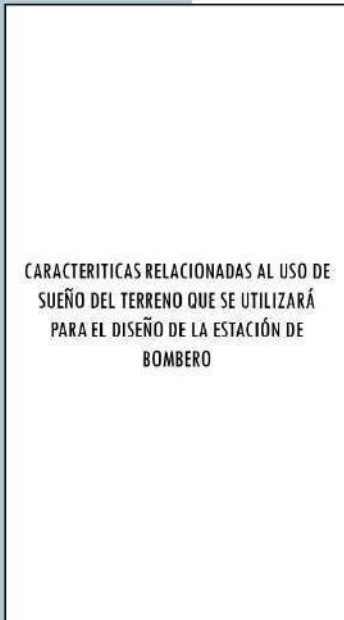 CARACTERITICAS RELACIONADAS AL USO DE
SUEÑO DEL TERRENO QUE SE UTILIZARÁ
PARA EL DISEÑO DE LA ESTACIÓN DE
BOMBERO